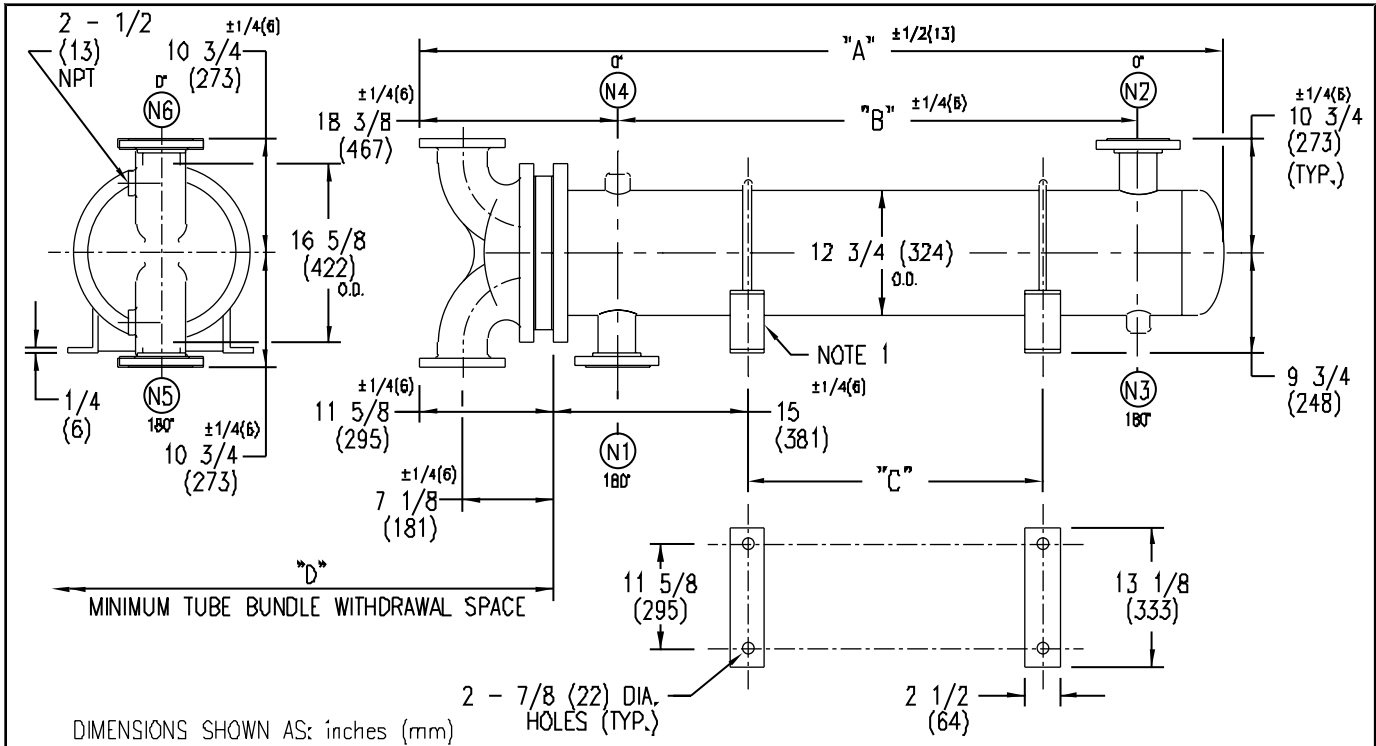 2 - 1/2
(13)
NPT
±1/4(6)
10 3/4
(273)
0°
N6
16 5/8
(422)
O.D.
1/4
(6)
N5
180°
±1/4(6)
10 3/4
(273)
"A" ±1/2(13)
±1/4(6)
18 3/8
(467)
0°
N4
"B" ±1/4(6)
0°
N2
±1/4(6)
10 3/4
(273)
(TYP.)
12 3/4 (324)
O.D.
NOTE 1
9 3/4
(248)
N3
180°
±1/4(6)
11 5/8
(295)
±1/4(6)
15
(381)
N1
180°
±1/4(6)
7 1/8
(181)
"C"
"D"
MINIMUM TUBE BUNDLE WITHDRAWAL SPACE
11 5/8
(295)
13 1/8
(333)
2 - 7/8 (22) DIA.
HOLES (TYP.)
2 1/2
(64)
DIMENSIONS SHOWN AS: inches (mm)